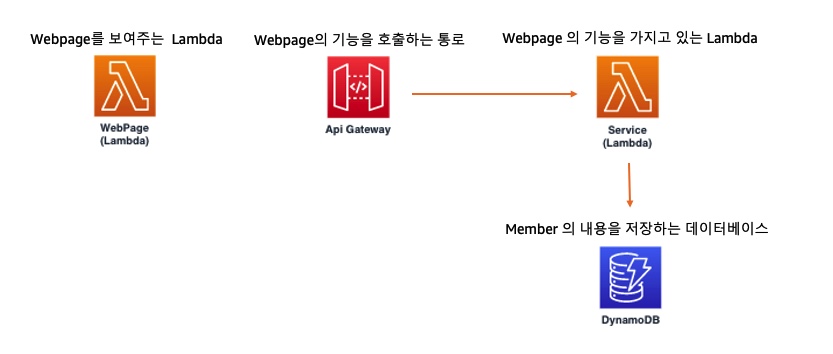 Webpage를 보여주는 Lambda
WebPage
(Lambda)
Webpage의 기능을 호출하는 통로
</>
Api Gateway
Webpage 의 기능을 가지고 있는 Lambda
Service
(Lambda)
Member 의 내용을 저장하는 데이터베이스
DynamoDB